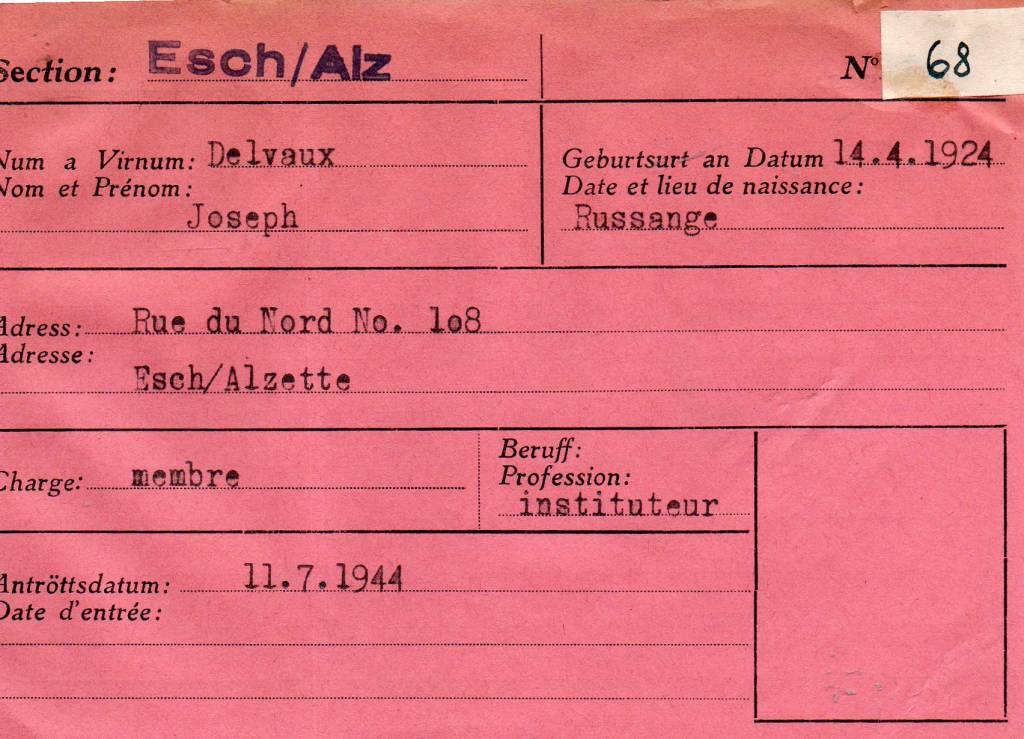 Section: Esch/Alz
N° 68
Num a Virnum: Delvaux
Nom et Prénom:
Joseph
Geburtsurt an Datum 14.4.1924
Date et lieu de naissance:
Russange
Adress: Rue du Nord No. 1o8
Adresse:
Esch/Alzette
Charge: membre
Beruff:
Profession:
instituteur
Antröttsdatum: 11.7.1944
Date d'entrée: